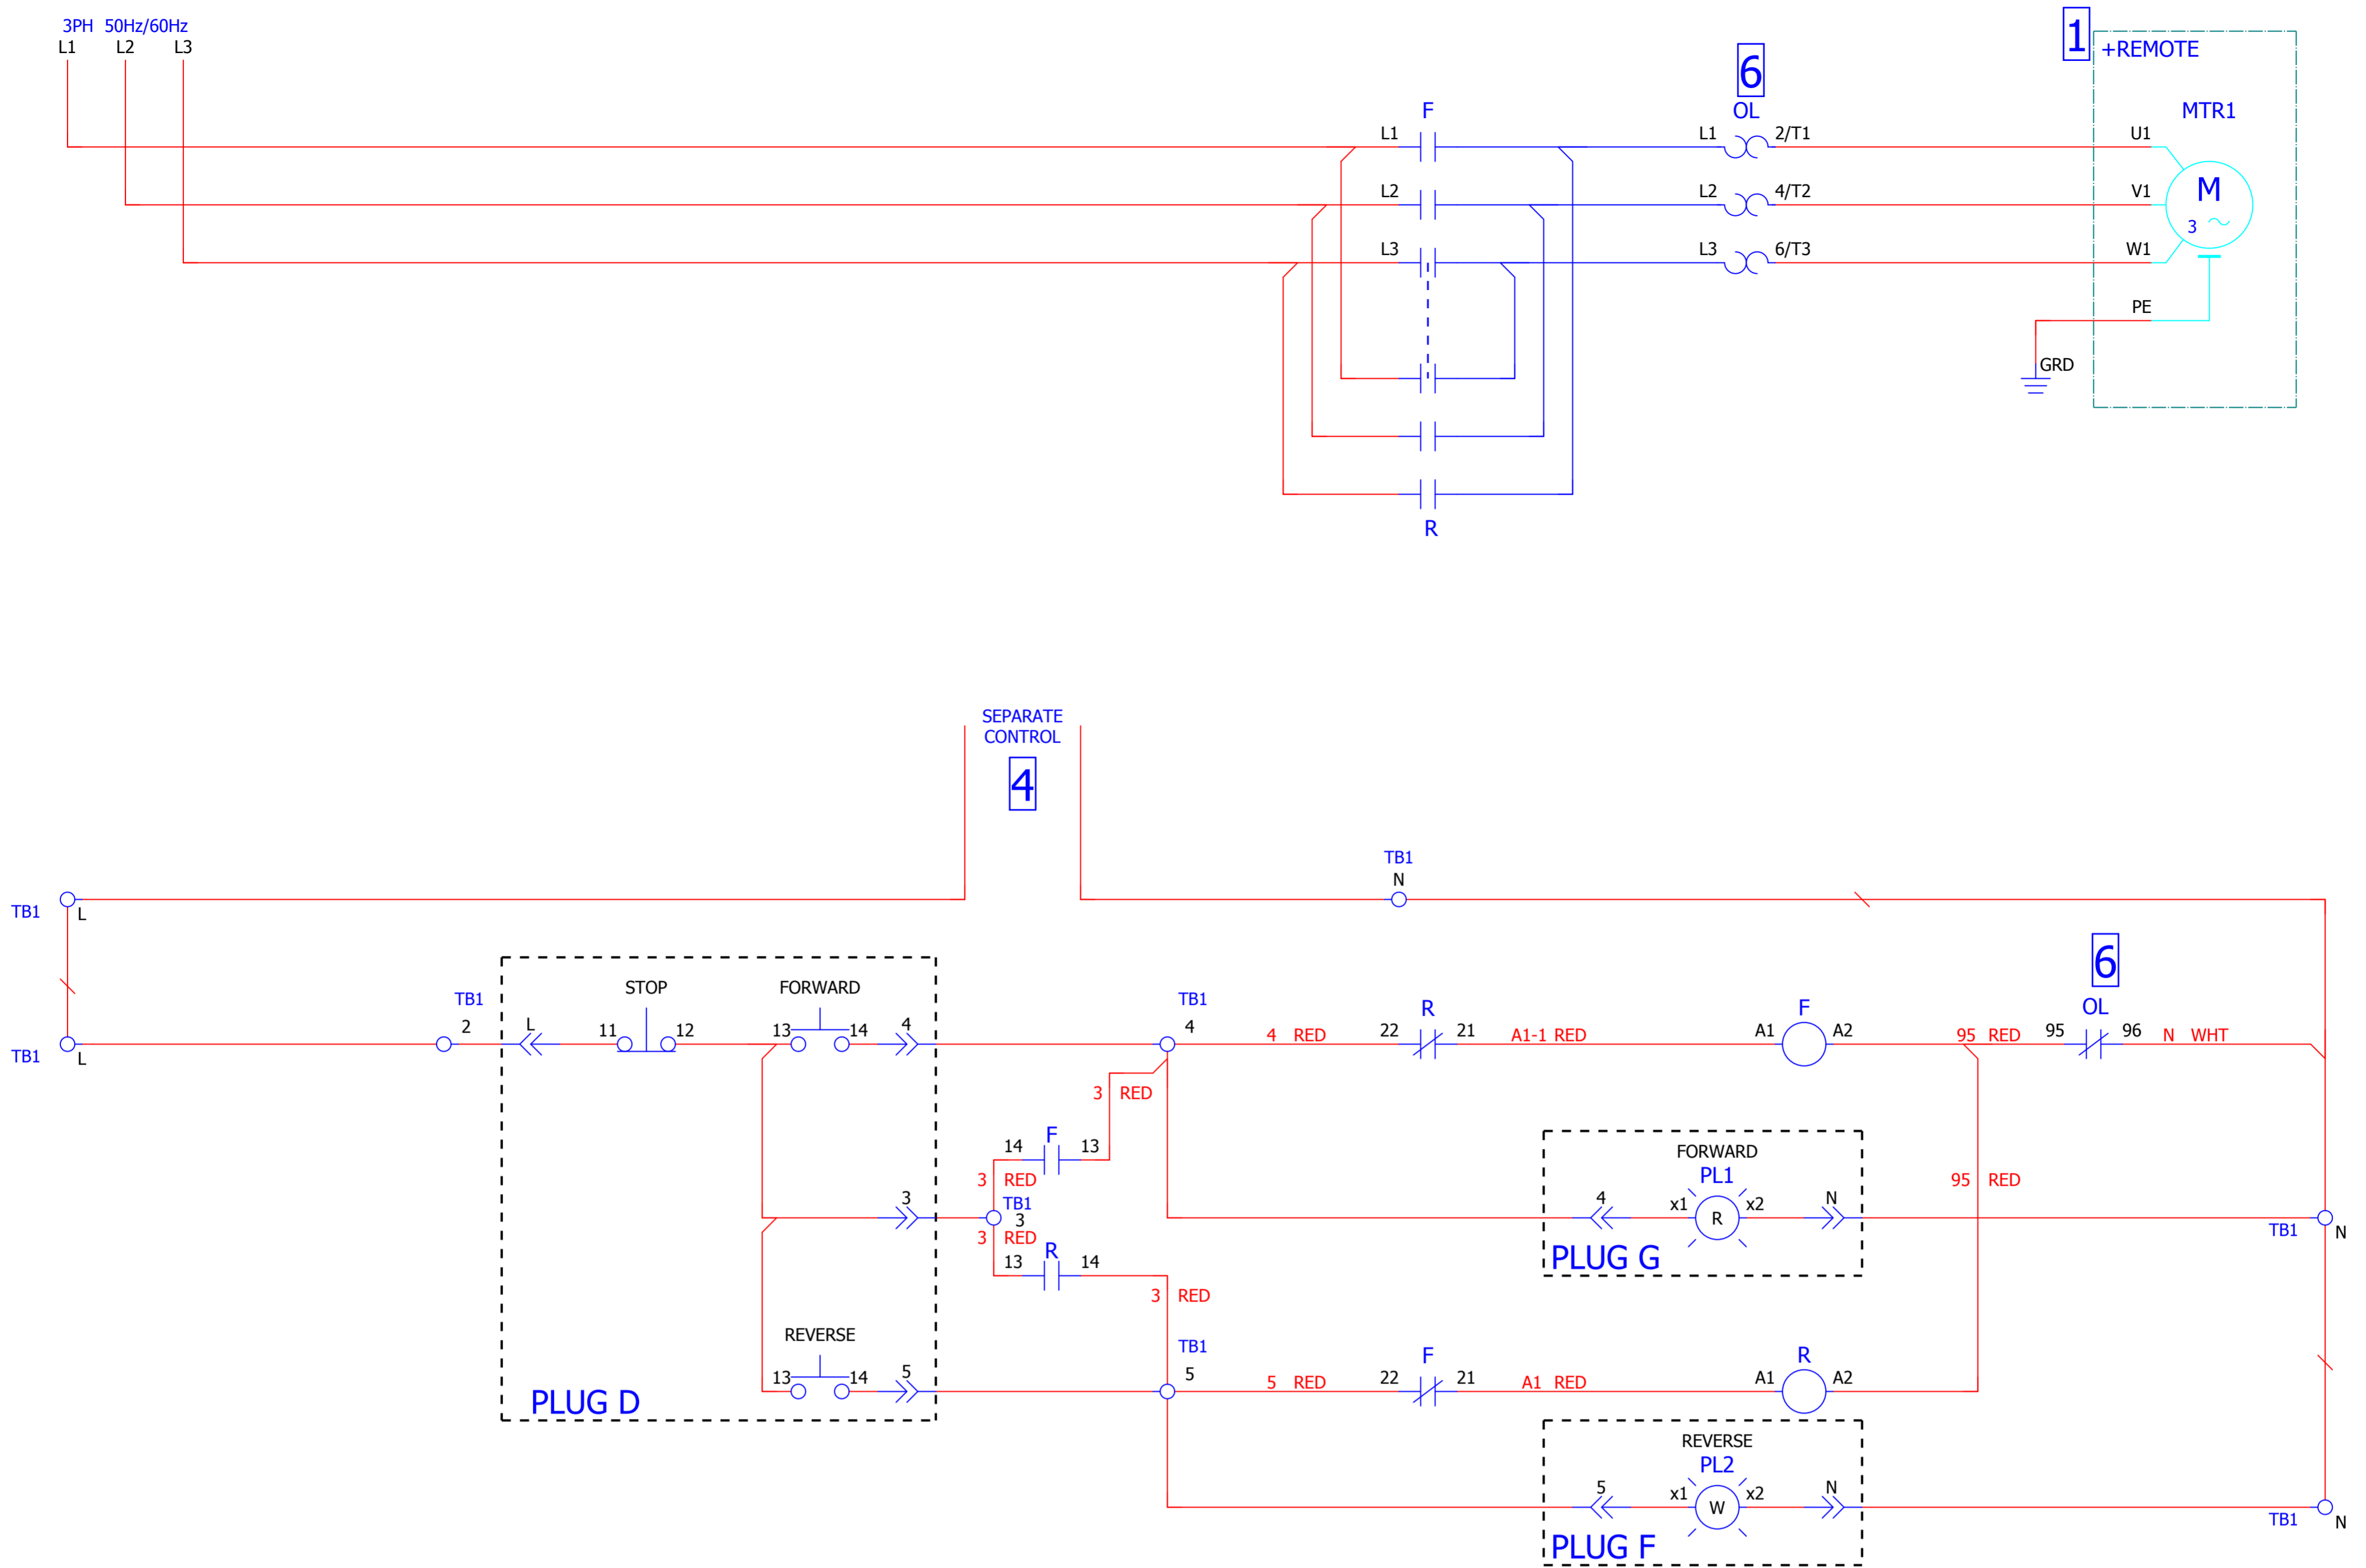 3PH 50Hz/60Hz
L1 L2 L3
1
+REMOTE
6
F OL MTR1
L1 L1 2/T1 U1
M
3
L2 L2 4/T2 V1
L3 L3 6/T3 W1
PE
GRD
R
SEPARATE
CONTROL
4
TB1
N
TB1 L
6
STOP FORWARD
TB1 TB1 R F OL
2 L 11 12 13 14 4 4
4 RED 22 21 A1-1 RED A1 A2 95 RED 95 96 N WHT
TB1 L
3 RED
14 F 13
3 RED
FORWARD
PL1
95 RED
3 TB1
3
4 x1 R x2 N
TB1 N
3 RED
13 R 14
PLUG G
3 RED
REVERSE
TB1 F R
13 14 5 5
5 RED 22 21 A1 RED A1 A2
PLUG D
REVERSE
PL2
5 x1 W x2 N
TB1 N
PLUG F